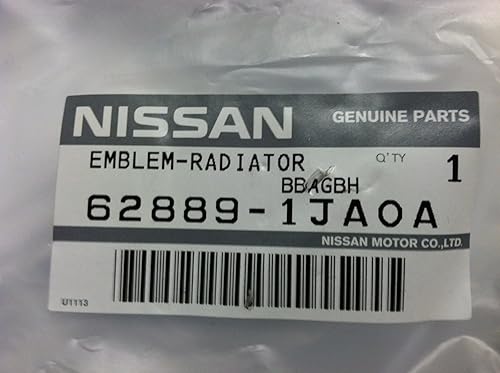 NISSAN GENUINE PARTS
EMBLEM-RADIATOR Q'TY 1
BBAGBH
62889-1JA0A
NISSAN MOTOR CO.,LTD.
U1113